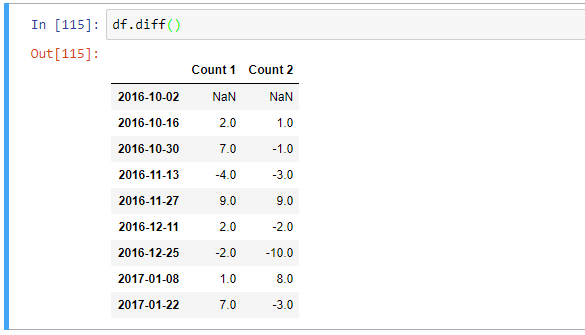 In [115]: df.diff()
Out[115]:
Count 1 Count 2
2016-10-02 NaN NaN
2016-10-16 2.0 1.0
2016-10-30 7.0 -1.0
2016-11-13 -4.0 -3.0
2016-11-27 9.0 9.0
2016-12-11 2.0 -2.0
2016-12-25 -2.0 -10.0
2017-01-08 1.0 8.0
2017-01-22 7.0 -3.0